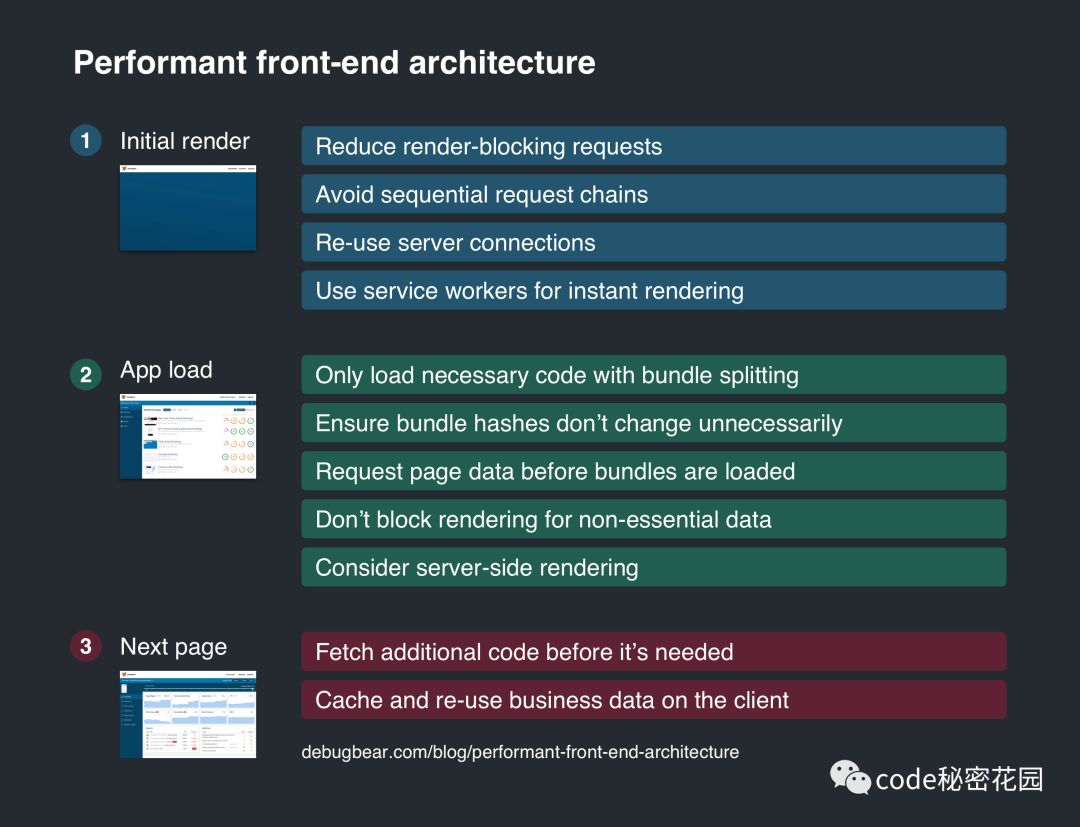 Performant front-end architecture
1
Initial render
Reduce render-blocking requests
Avoid sequential request chains
Re-use server connections
Use service workers for instant rendering
2
App load
Only load necessary code with bundle splitting
Ensure bundle hashes don’t change unnecessarily
Request page data before bundles are loaded
Don’t block rendering for non-essential data
Consider server-side rendering
3
Next page
Fetch additional code before it’s needed
Cache and re-use business data on the client
debugbear.com/blog/performant-front-end-architecture
code秘密花园